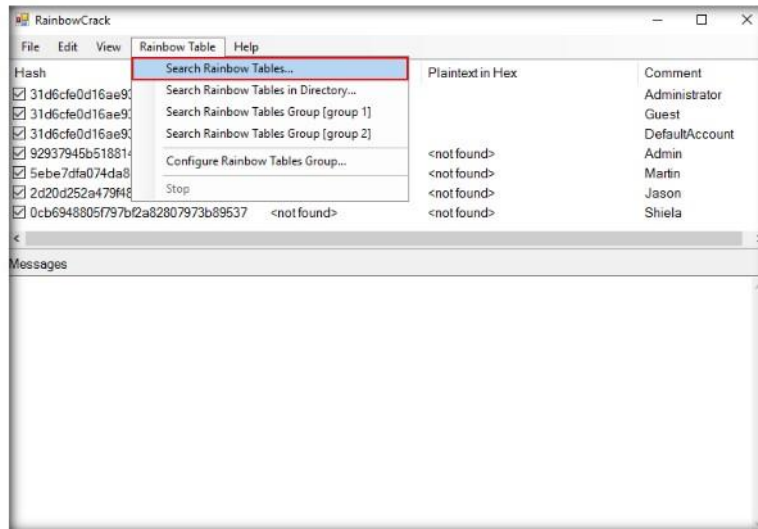 RainbowCrack
File Edit View Rainbow Table Help
Search Rainbow Tables...
Search Rainbow Tables in Directory...
Search Rainbow Tables Group [group 1]
Search Rainbow Tables Group [group 2]
Configure Rainbow Tables Group...
Stop
Hash Plaintext in Hex Comment
31d6cfe0d16ae93 Administrator
31d6cfe0d16ae93 Guest
31d6cfe0d16ae93 DefaultAccount
92937945b518814 <not found> Admin
5ebe7dfa074da8 <not found> Martin
2d20d252a479f48 <not found> Jason
0cb6948805f797bf2a82807973b89537 <not found> <not found> Shiela
Messages